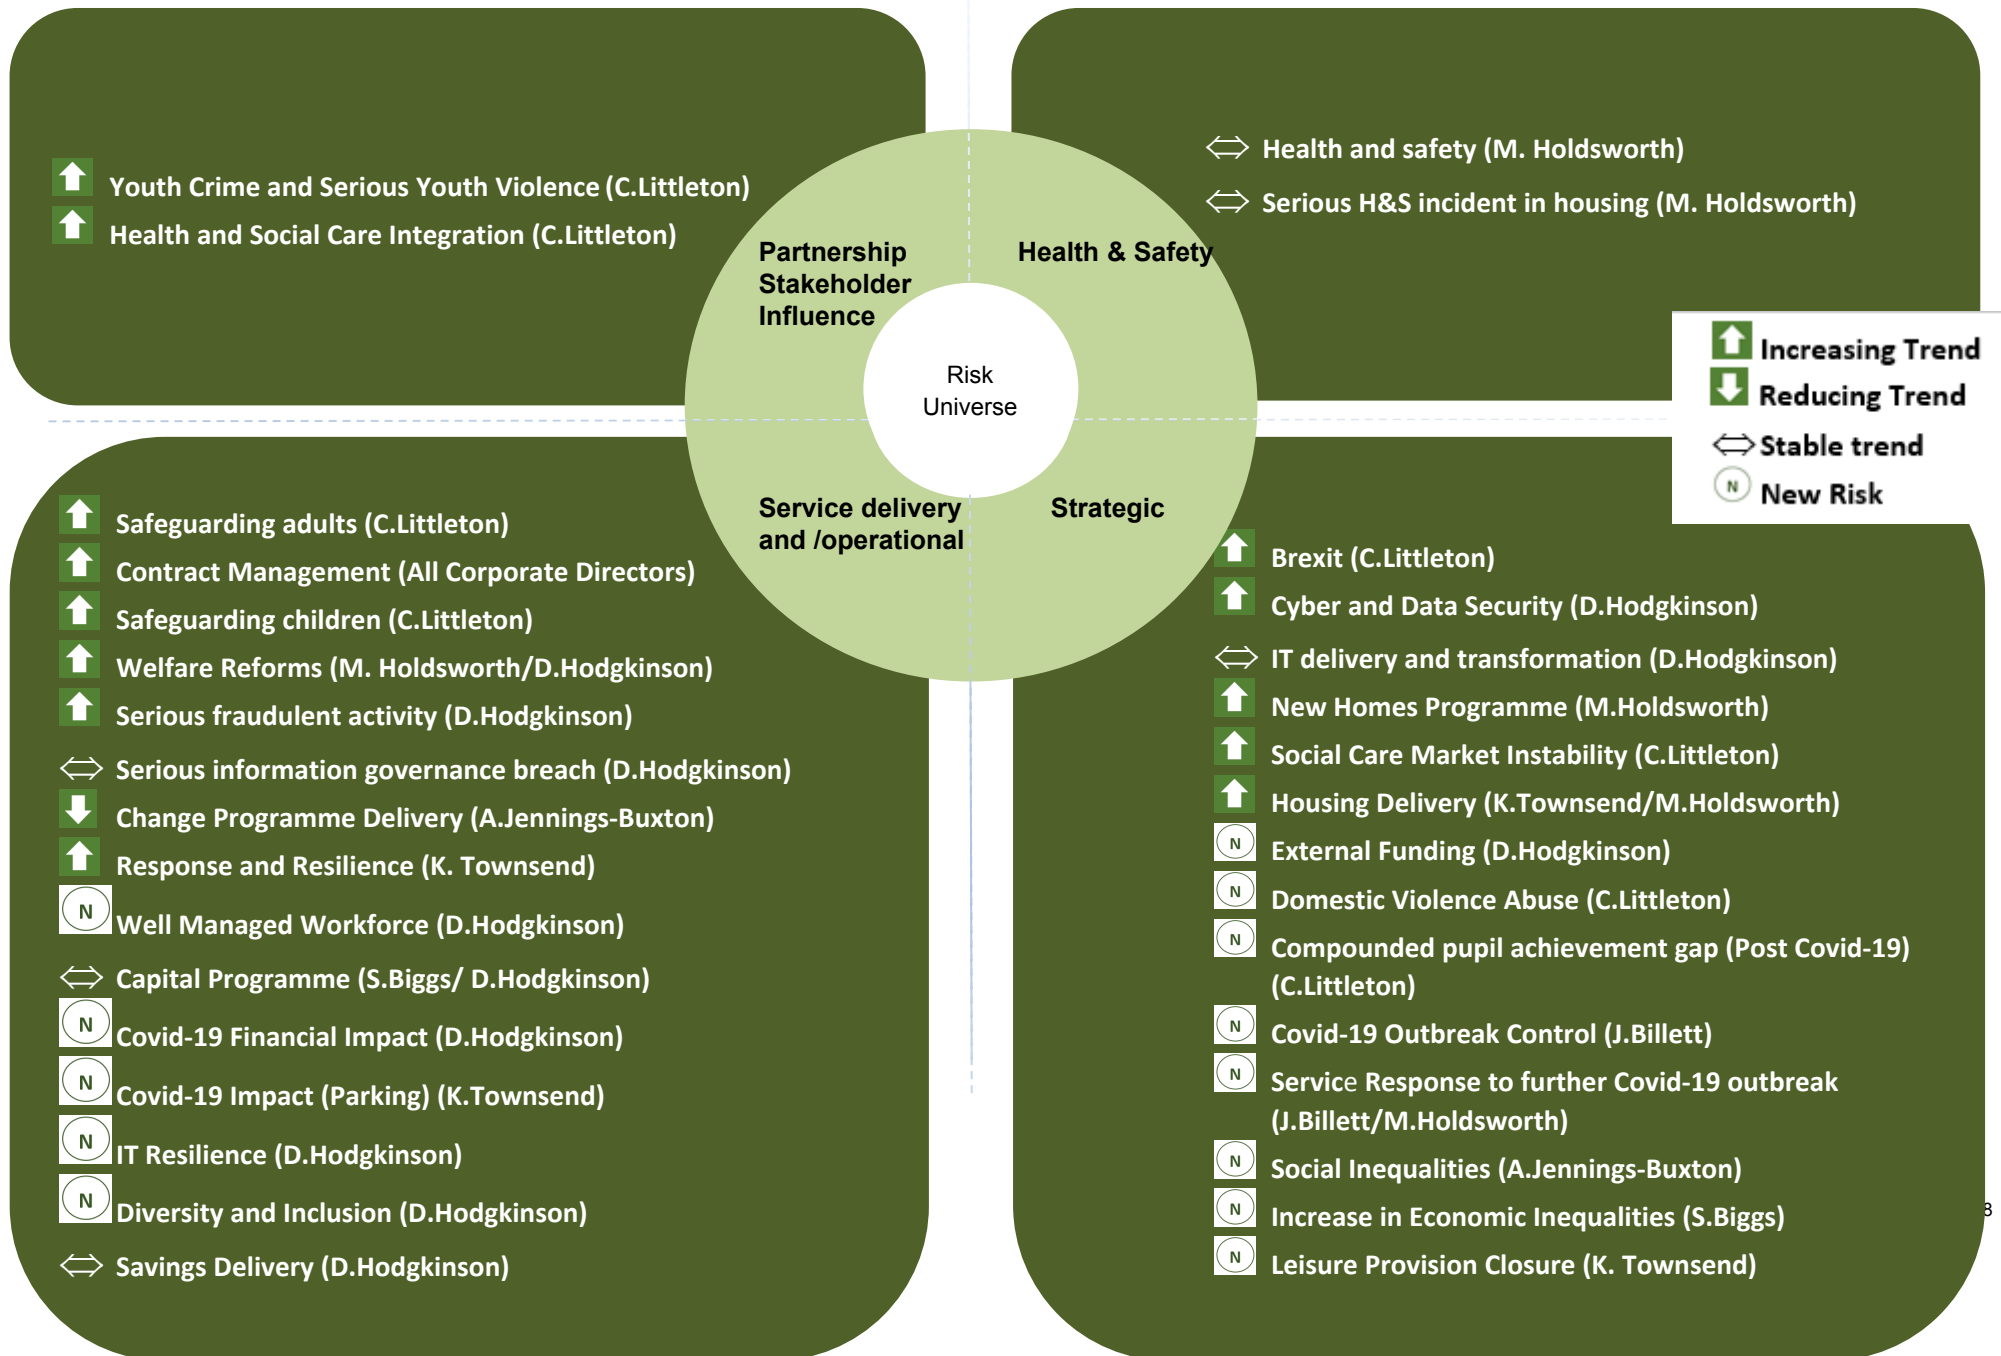 Youth Crime and Serious Youth Violence (C.Littleton)
Health and Social Care Integration (C.Littleton)
Health and safety (M. Holdsworth)
Serious H&S incident in housing (M. Holdsworth)
Partnership
Stakeholder
Influence
Health & Safety
Risk
Universe
Service delivery
and /operational
Strategic
Increasing Trend
Reducing Trend
Stable trend
N New Risk
Safeguarding adults (C.Littleton)
Contract Management (All Corporate Directors)
Safeguarding children (C.Littleton)
Welfare Reforms (M. Holdsworth/D.Hodgkinson)
Serious fraudulent activity (D.Hodgkinson)
Serious information governance breach (D.Hodgkinson)
Change Programme Delivery (A.Jennings-Buxton)
Response and Resilience (K. Townsend)
N Well Managed Workforce (D.Hodgkinson)
Capital Programme (S.Biggs/ D.Hodgkinson)
N Covid-19 Financial Impact (D.Hodgkinson)
N Covid-19 Impact (Parking) (K.Townsend)
N IT Resilience (D.Hodgkinson)
N Diversity and Inclusion (D.Hodgkinson)
Savings Delivery (D.Hodgkinson)
Brexit (C.Littleton)
Cyber and Data Security (D.Hodgkinson)
IT delivery and transformation (D.Hodgkinson)
New Homes Programme (M.Holdsworth)
Social Care Market Instability (C.Littleton)
Housing Delivery (K.Townsend/M.Holdsworth)
N External Funding (D.Hodgkinson)
N Domestic Violence Abuse (C.Littleton)
N Compounded pupil achievement gap (Post Covid-19)
(C.Littleton)
N Covid-19 Outbreak Control (J.Billett)
N Service Response to further Covid-19 outbreak
(J.Billett/M.Holdsworth)
N Social Inequalities (A.Jennings-Buxton)
N Increase in Economic Inequalities (S.Biggs)
N Leisure Provision Closure (K. Townsend)
8